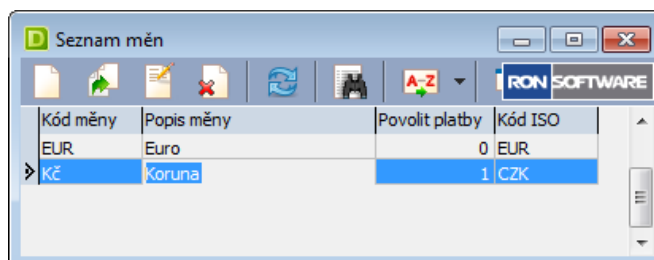 Seznam měn
A-Z
RON SOFTWARE
Kód měny Popis měny Povolit platby Kód ISO
EUR Euro 0 EUR
Kč Koruna 1 CZK